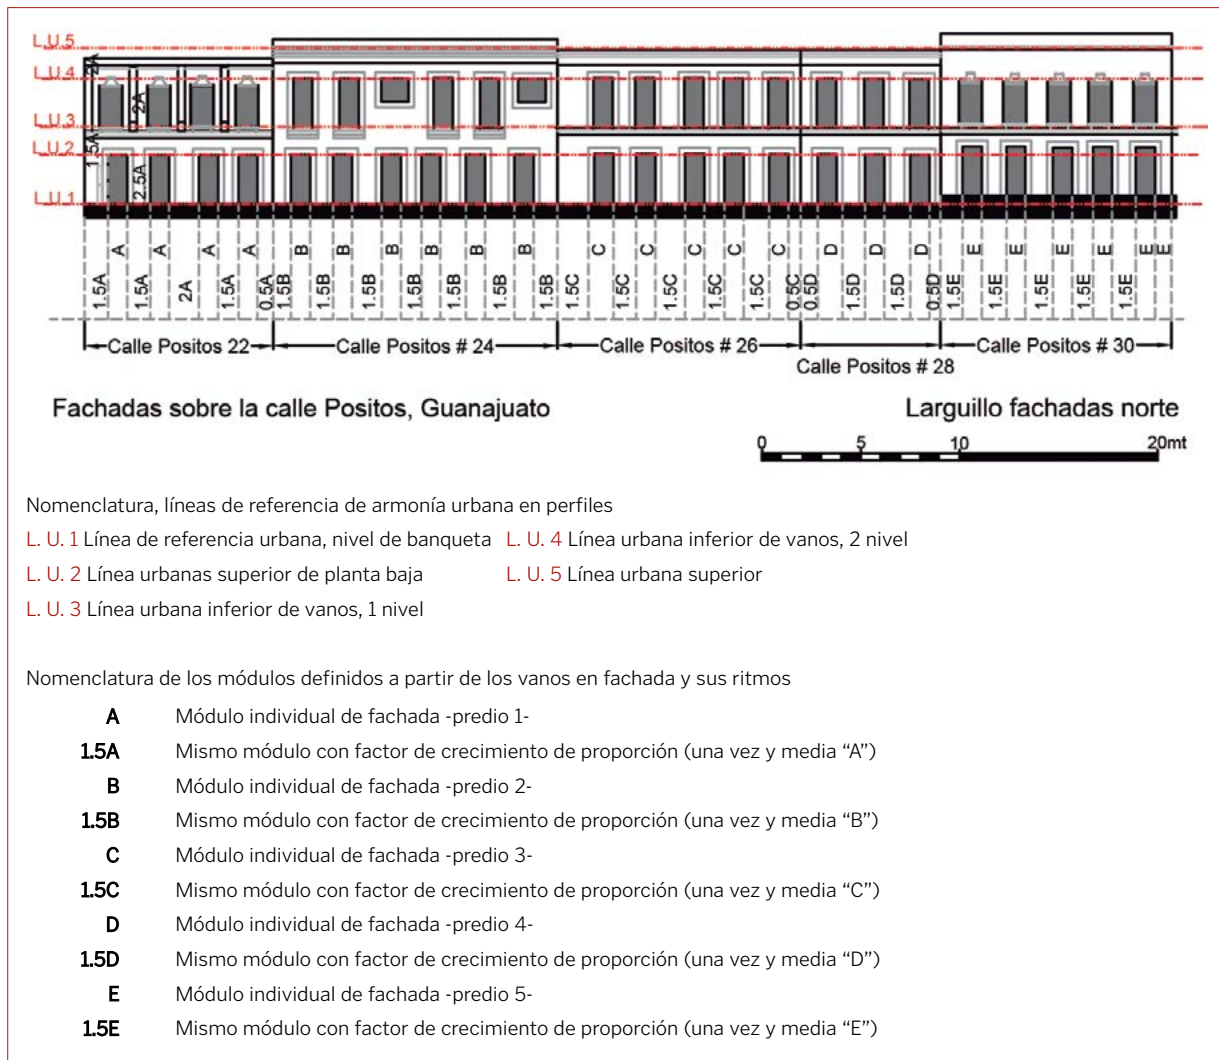 L.U.5
L.U.4
L.U.3
L.U.2
L.U.1
2A
2A
1.5A
2.5A
A A A A B B B B B B C C C C C D D D E E E E E E
1.5A 1.5A 2A 1.5A 0.5A 1.5B 1.5B 1.5B 1.5B 1.5B 1.5B 1.5B 1.5C 1.5C 1.5C 1.5C 1.5C 0.5C 0.5D 1.5D 1.5D 0.5D 1.5E 1.5E 1.5E 1.5E 1.5E
Calle Positos 22 Calle Positos # 24 Calle Positos # 26 Calle Positos # 30
Calle Positos # 28
Fachadas sobre la calle Positos, Guanajuato Larguillo fachadas norte
0 5 10 20mt
Nomenclatura, líneas de referencia de armonía urbana en perfiles
L. U. 1 Línea de referencia urbana, nivel de banqueta L. U. 4 Línea urbana inferior de vanos, 2 nivel
L. U. 2 Línea urbanas superior de planta baja L. U. 5 Línea urbana superior
L. U. 3 Línea urbana inferior de vanos, 1 nivel
Nomenclatura de los módulos definidos a partir de los vanos en fachada y sus ritmos
A Módulo individual de fachada -predio 1-
1.5A Mismo módulo con factor de crecimiento de proporción (una vez y media “A”)
B Módulo individual de fachada -predio 2-
1.5B Mismo módulo con factor de crecimiento de proporción (una vez y media “B”)
C Módulo individual de fachada -predio 3-
1.5C Mismo módulo con factor de crecimiento de proporción (una vez y media “C”)
D Módulo individual de fachada -predio 4-
1.5D Mismo módulo con factor de crecimiento de proporción (una vez y media “D”)
E Módulo individual de fachada -predio 5-
1.5E Mismo módulo con factor de crecimiento de proporción (una vez y media “E”)